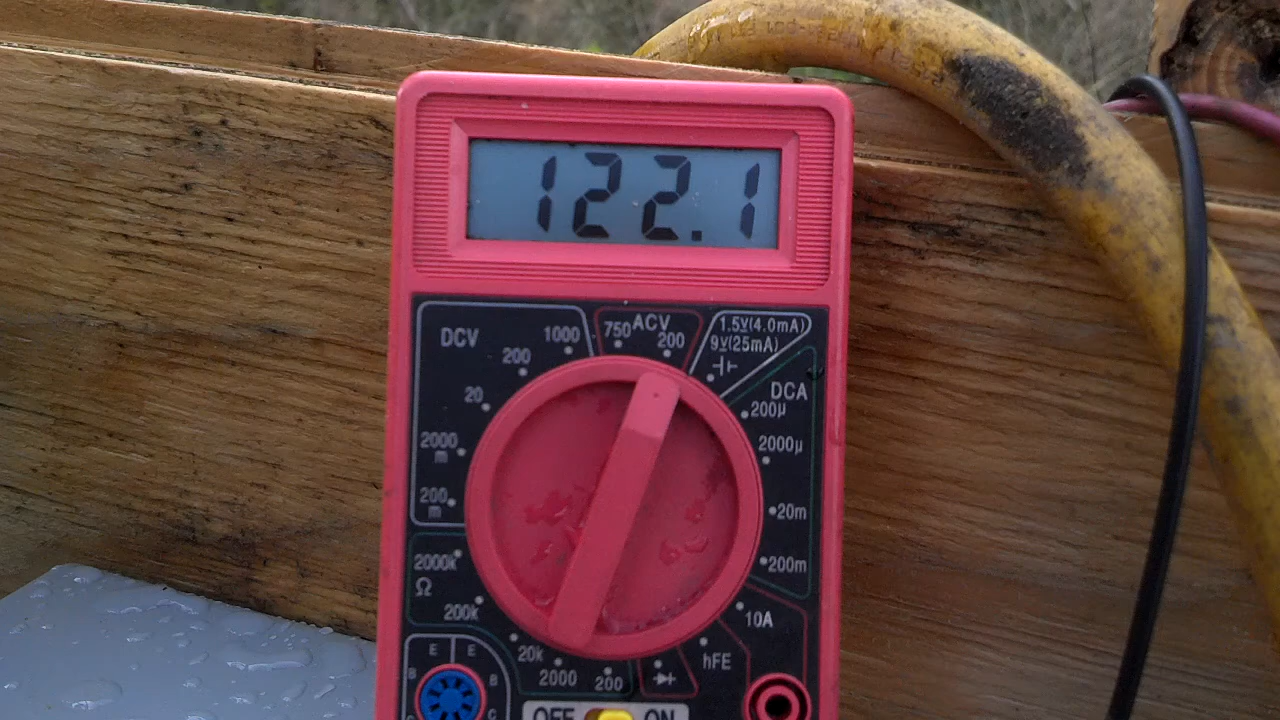 122.1
DCV
1000
750
ACV
200
1.5V(4.0mA)
9V(25mA)
200
20
2000
m
200
m
DCA
200µ
2000µ
20m
200m
10A
hFE
2000k
Ω
200k
20k
2000
200
E E
B B
OFF ON